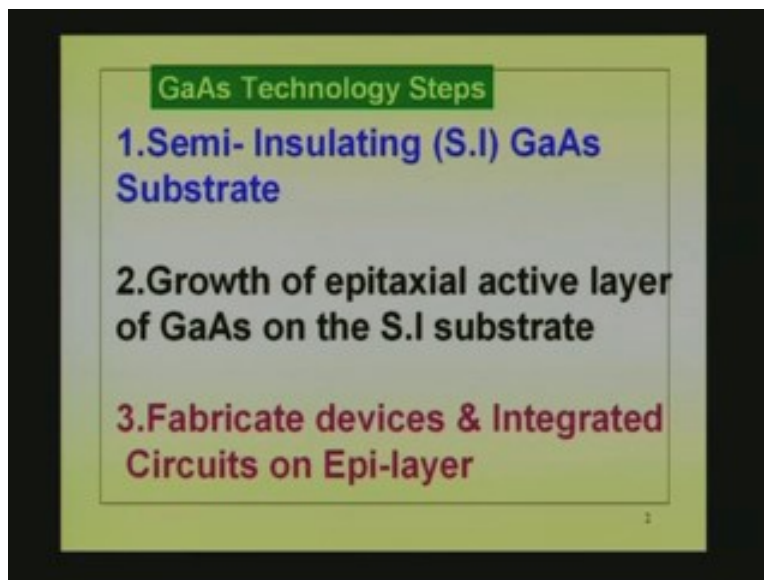 GaAs Technology Steps
1.Semi- Insulating (S.I) GaAs
Substrate
2.Growth of epitaxial active layer
of GaAs on the S.I substrate
3.Fabricate devices & Integrated
Circuits on Epi-layer